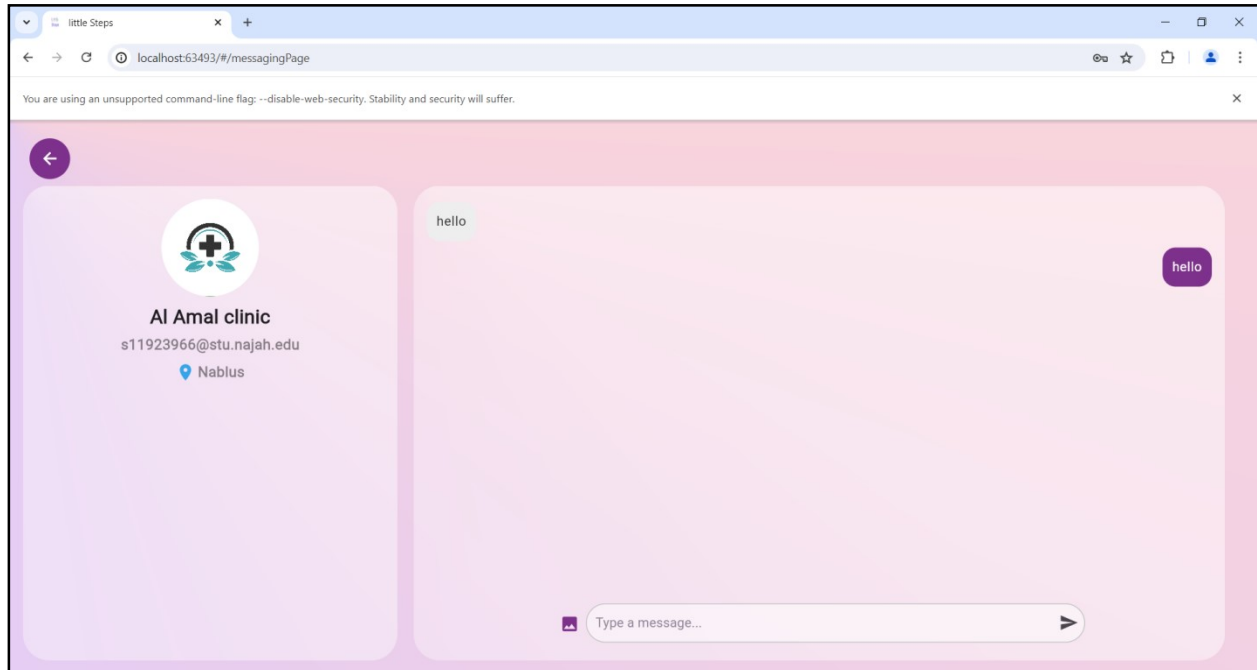 little Steps
localhost:63493/#/messagingPage
You are using an unsupported command-line flag: --disable-web-security. Stability and security will suffer.
Al Amal clinic
s11923966@stu.najah.edu
Nablus
hello
hello
Type a message...